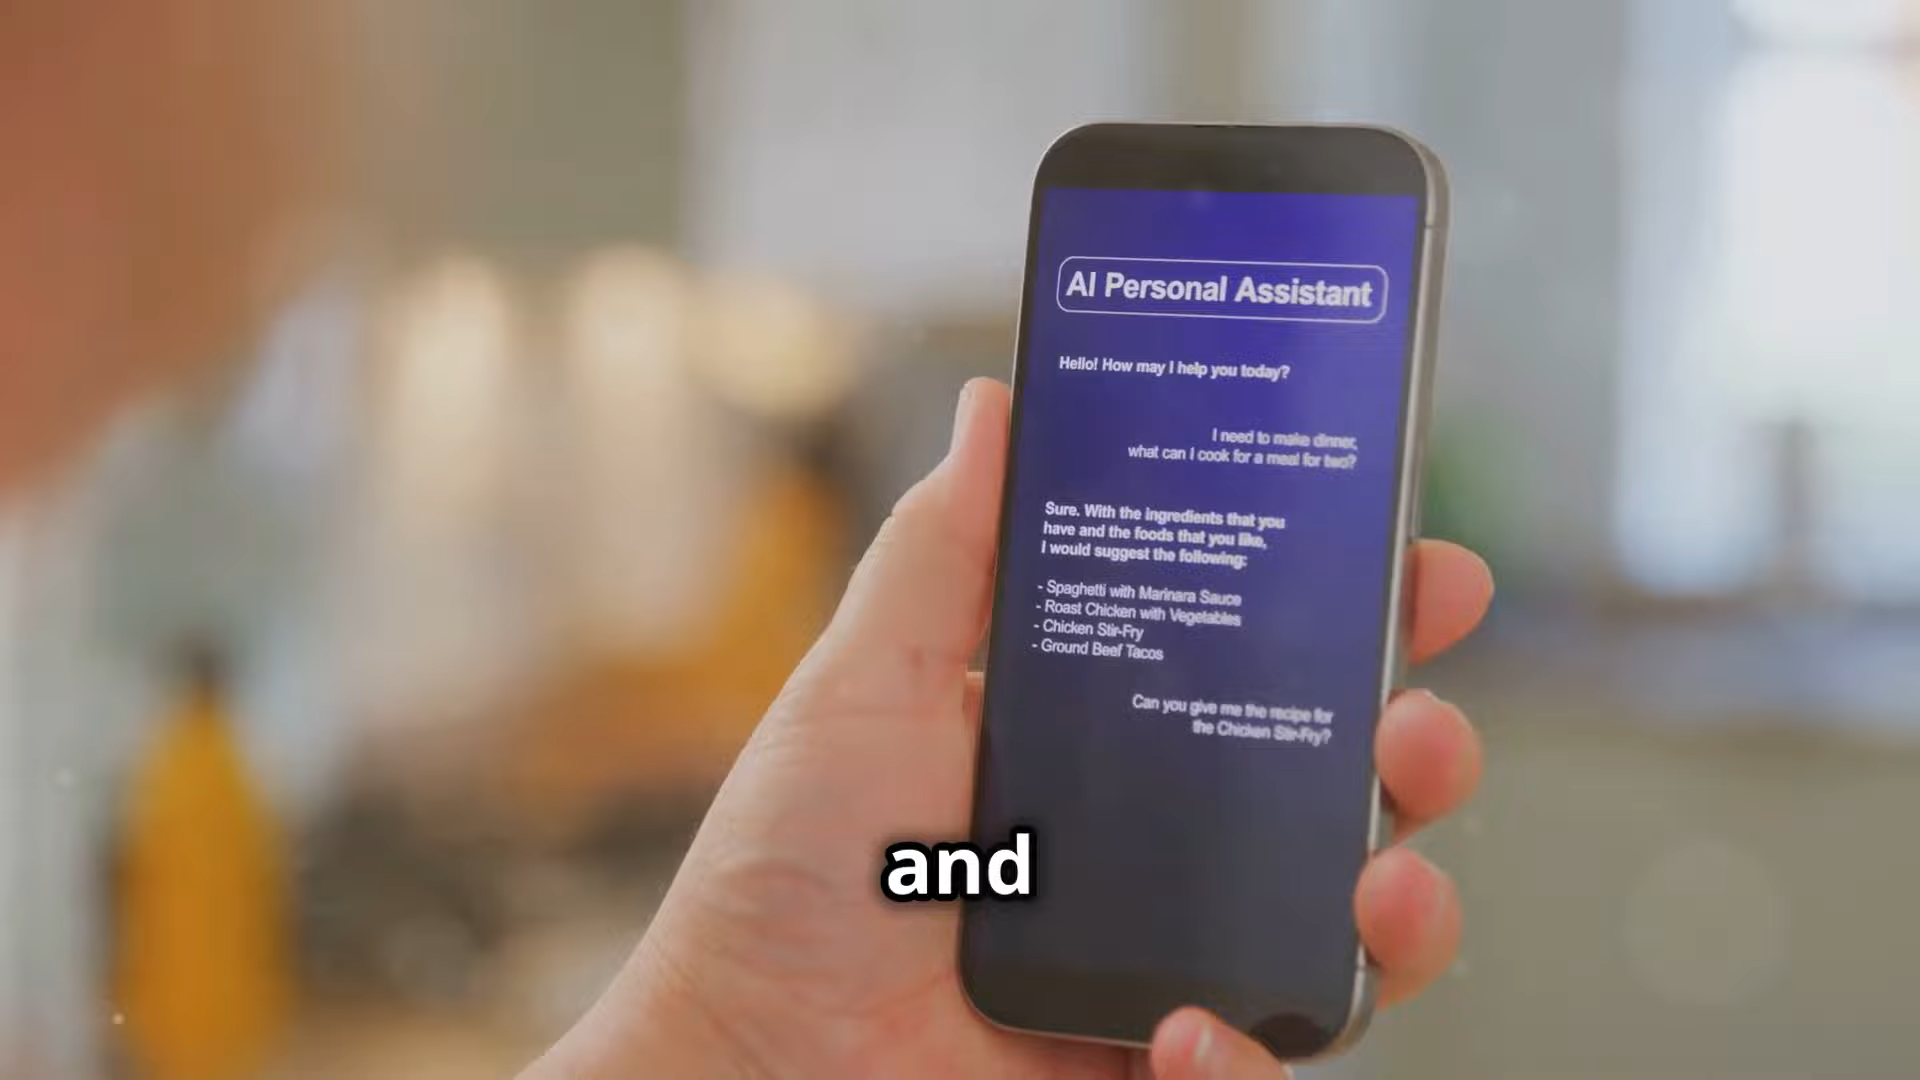 AI Personal Assistant
Hello! How may I help you today?
I need to make dinner,
what can I cook for a meal for two?
Sure. With the ingredients that you
have and the foods that you like,
I would suggest the following:
- Spaghetti with Marinara Sauce
- Roast Chicken with Vegetables
- Chicken Stir-Fry
- Ground Beef Tacos
Can you give me the recipe for
the Chicken Stir-Fry?
and